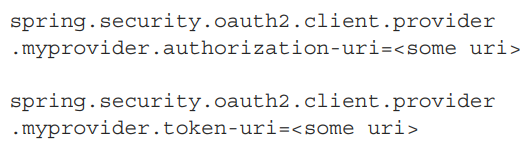 spring.security.oauth2.client.provider
.myprovider.authorization-uri=<some uri>
spring.security.oauth2.client.provider
.myprovider.token-uri=<some uri>